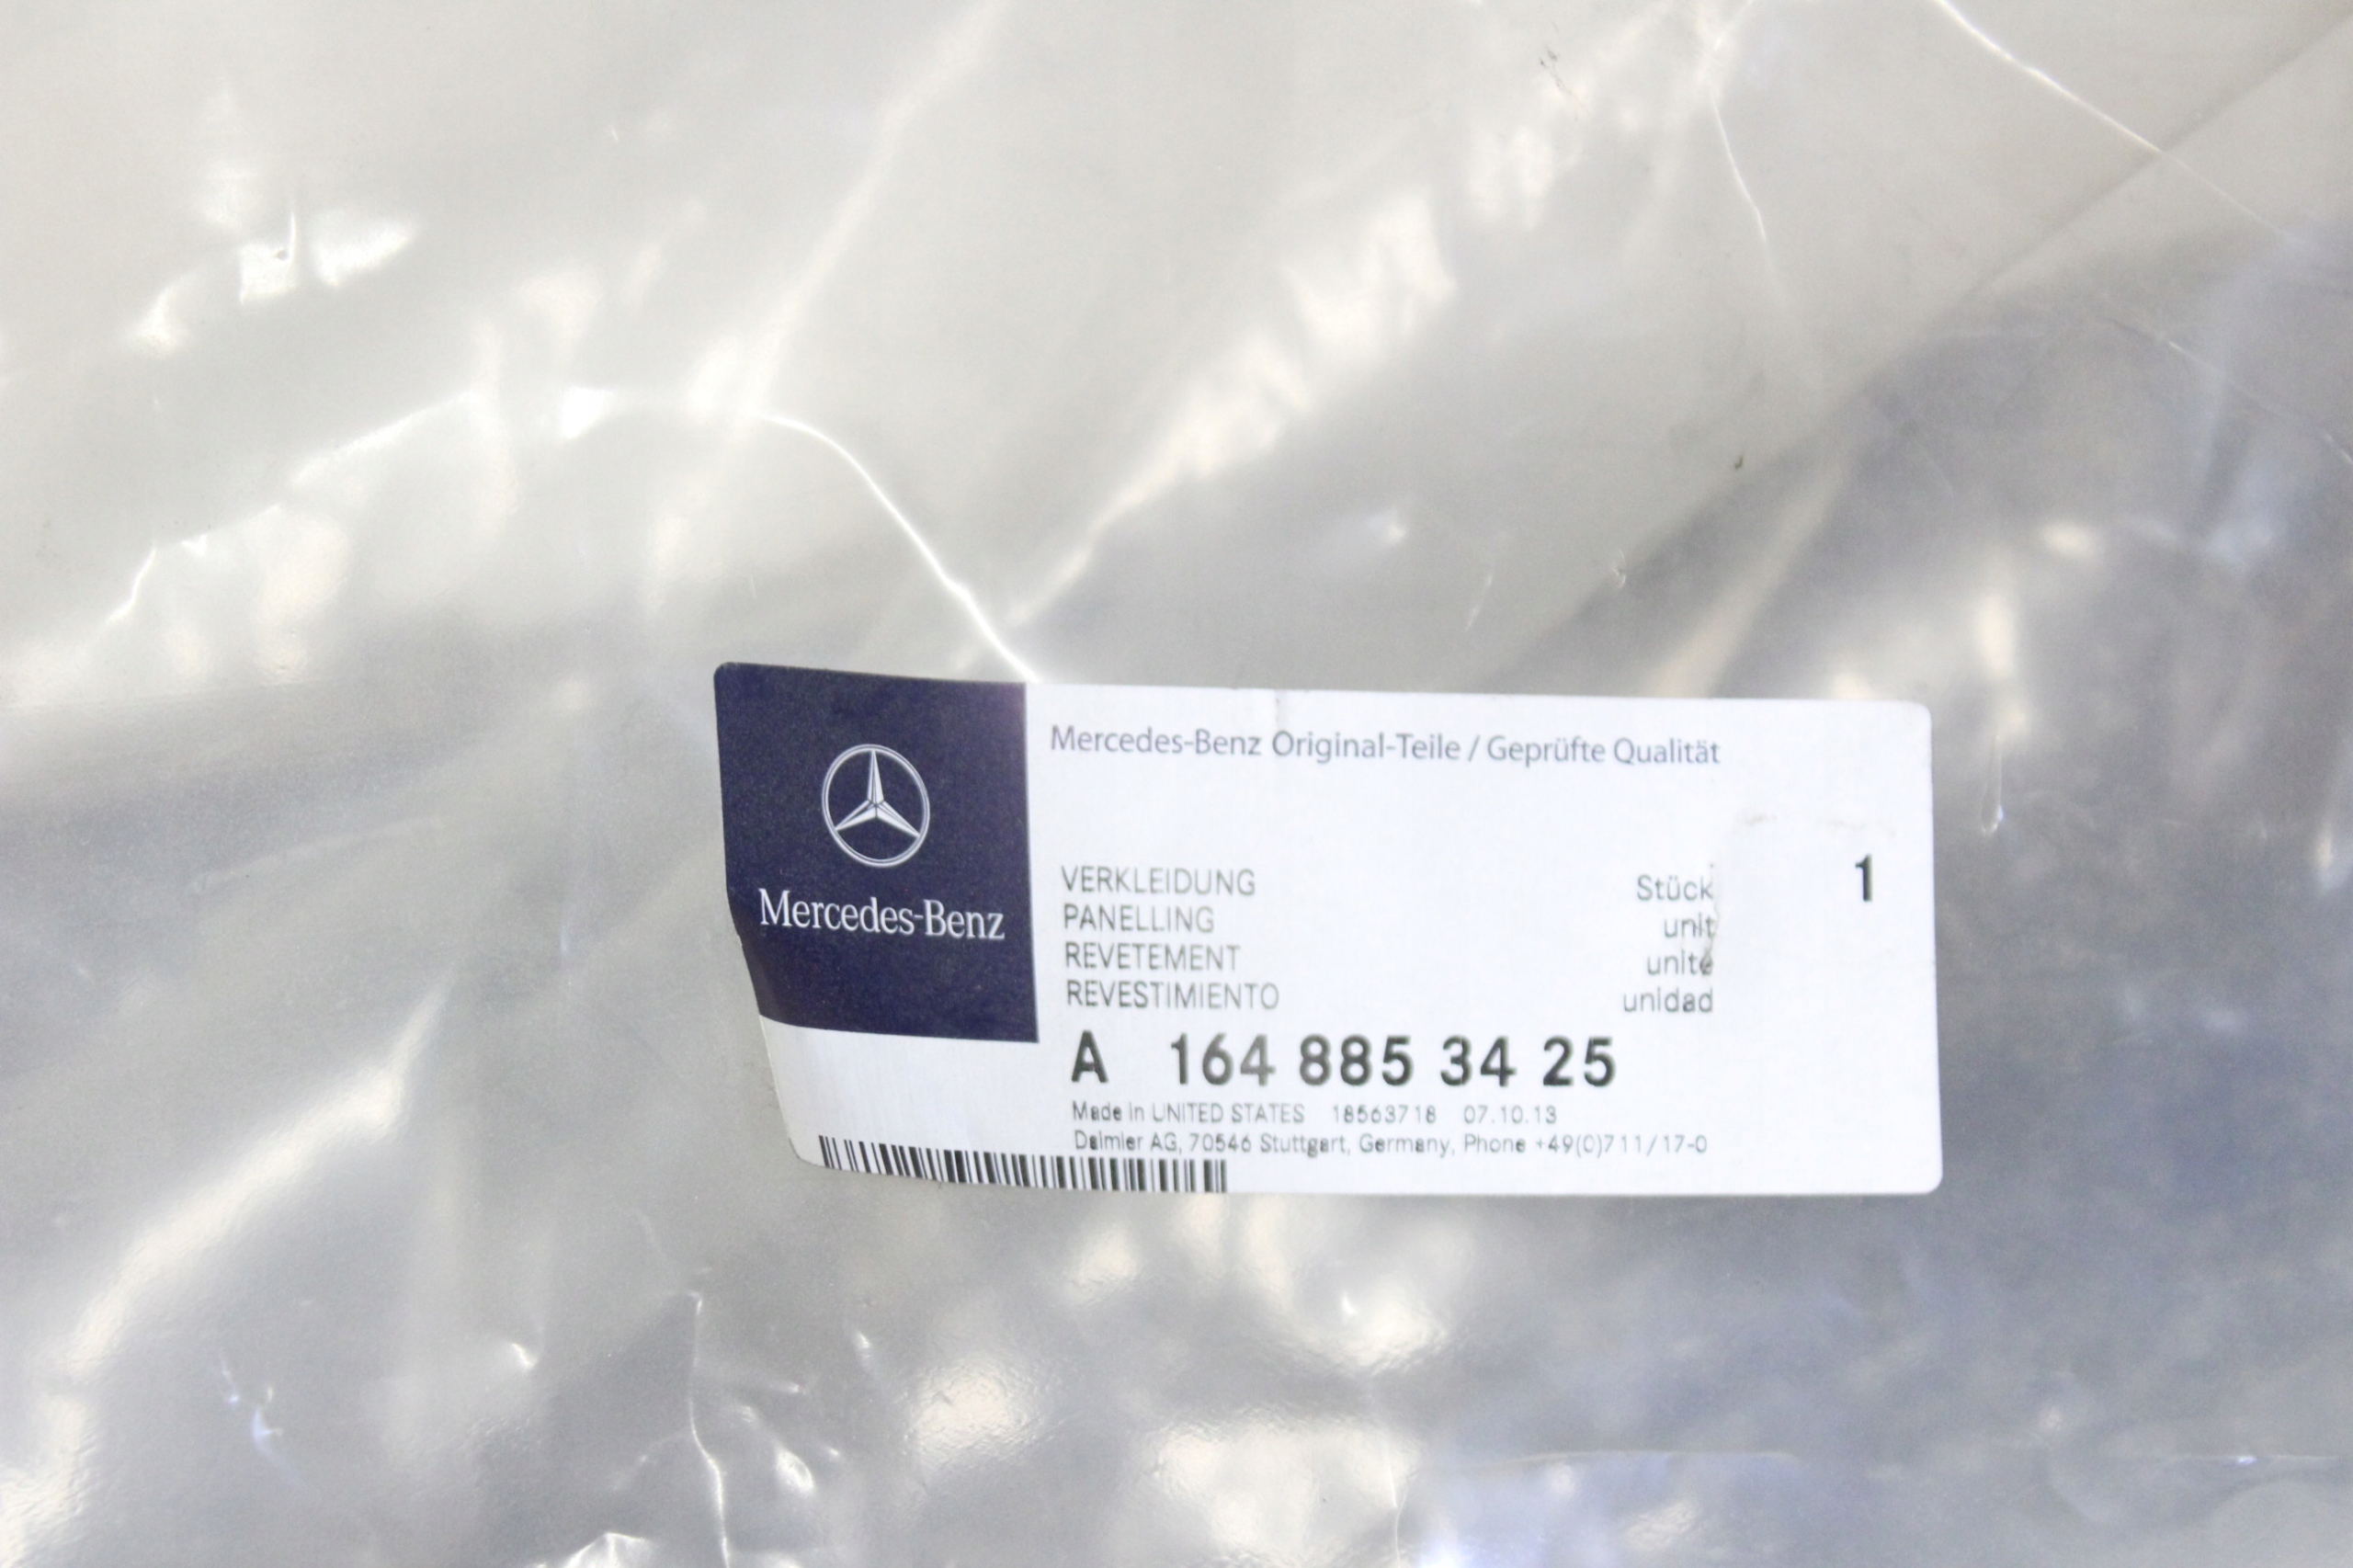 Mercedes-Benz
Mercedes-Benz Original-Teile / Geprüfte Qualität
VERKLEIDUNG Stück 1
PANELLING unit
REVETEMENT unité
REVESTIMIENTO unidad
A 164 885 34 25
Made in UNITED STATES 18563718 07.10.13
Daimler AG, 70546 Stuttgart, Germany, Phone +49(0)711/17-0